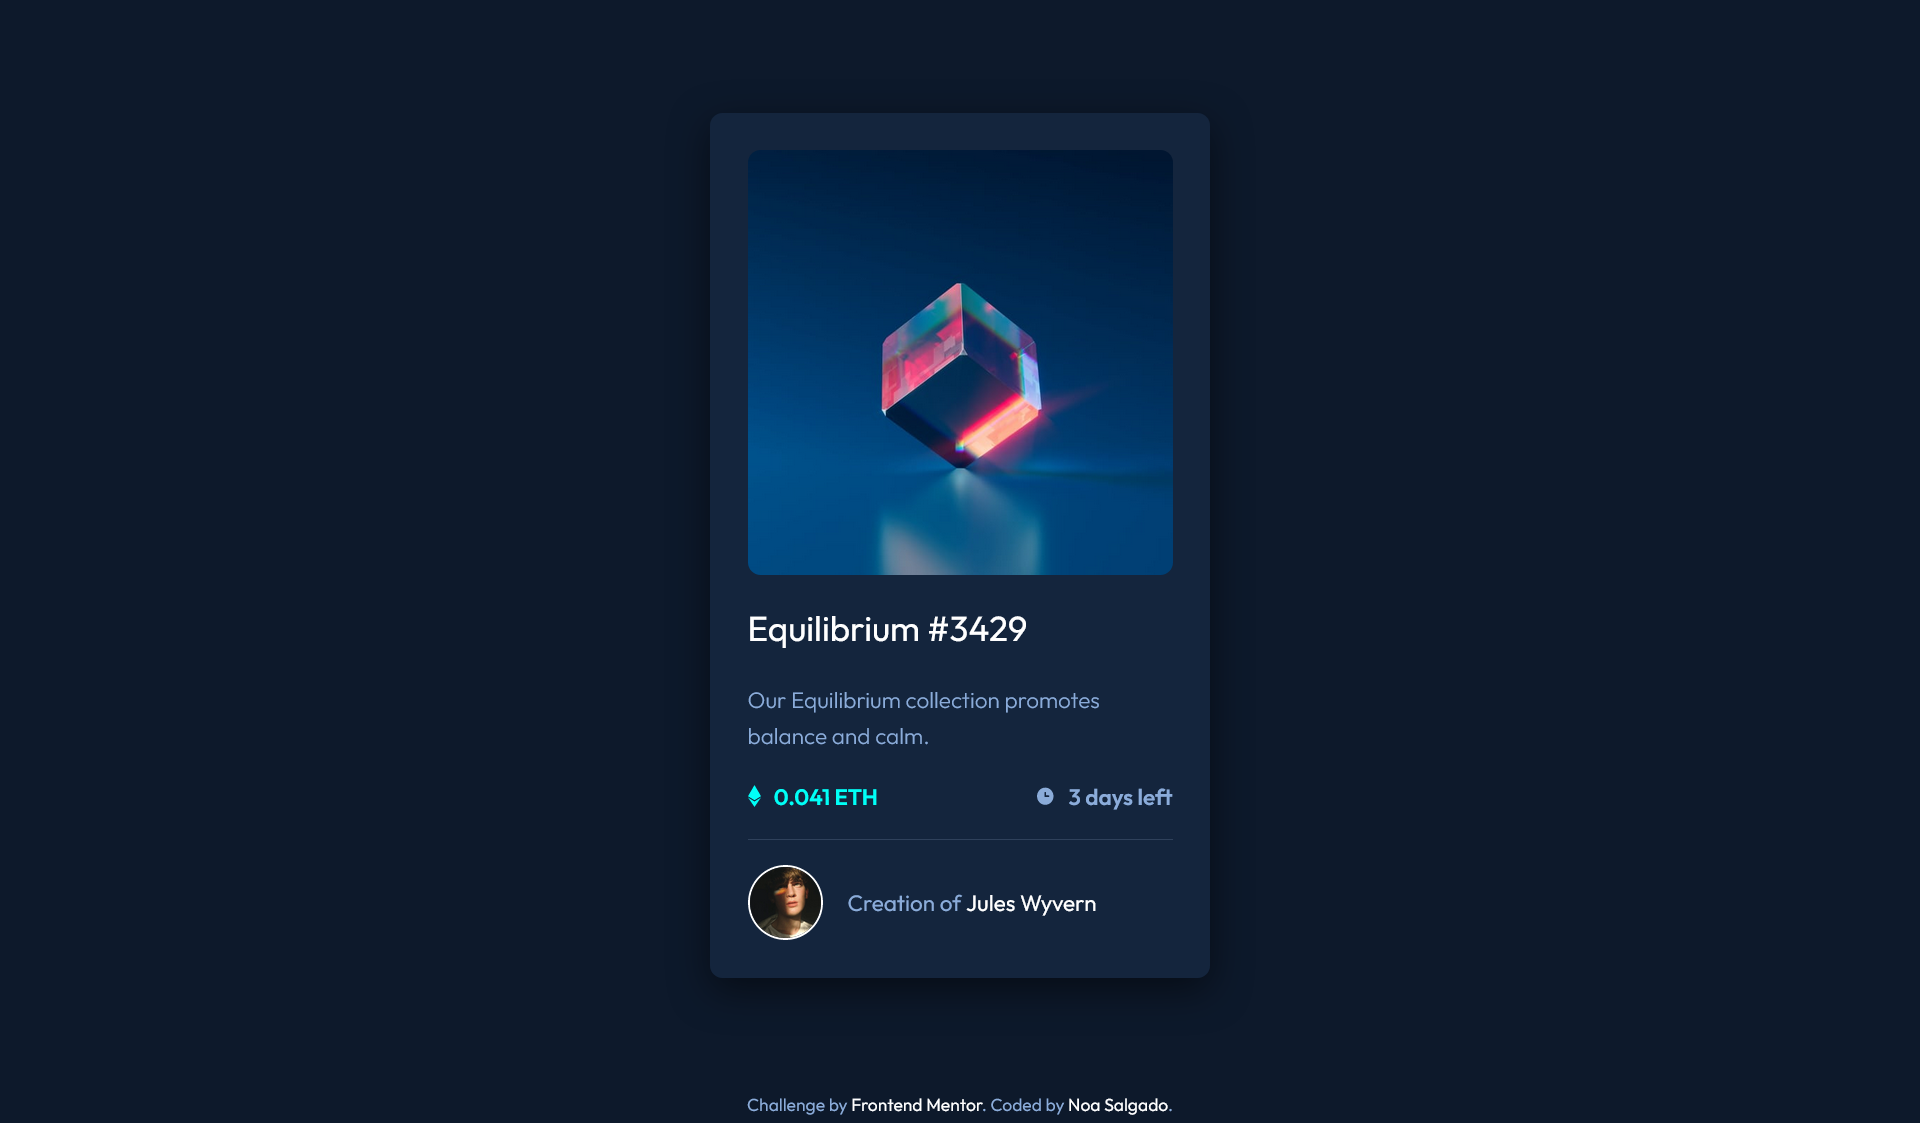 Equilibrium #3429
Our Equilibrium collection promotes
balance and calm.
0.041 ETH
3 days left
Creation of Jules Wyvern
Challenge by Frontend Mentor. Coded by Noa Salgado.